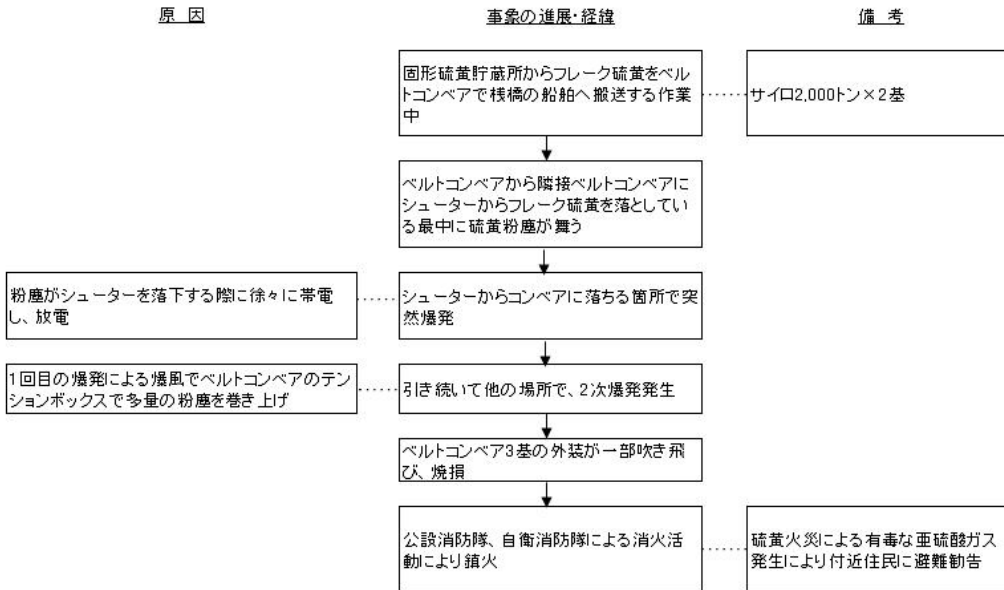 原 因
事象の進展・経緯
備 考
固形硫黄貯蔵所からフレーク硫黄をベル
トコンベアで桟橋の船舶へ搬送する作業
中
サイロ2,000トン×2基
ベルトコンベアから隣接ベルトコンベアに
シューターからフレーク硫黄を落としてい
る最中に硫黄粉塵が舞う
粉塵がシューターを落下する際に徐々に帯電
し、放電
シューターからコンベアに落ちる箇所で突
然爆発
1回目の爆発による爆風でベルトコンベアのテン
ションボックスで多量の粉塵を巻き上げ
引き続いて他の場所で、2次爆発発生
ベルトコンベア3基の外装が一部吹き飛
び、焼損
公設消防隊、自衛消防隊による消火活
動により鎮火
硫黄火災による有毒な亜硫酸ガス
発生により付近住民に避難勧告